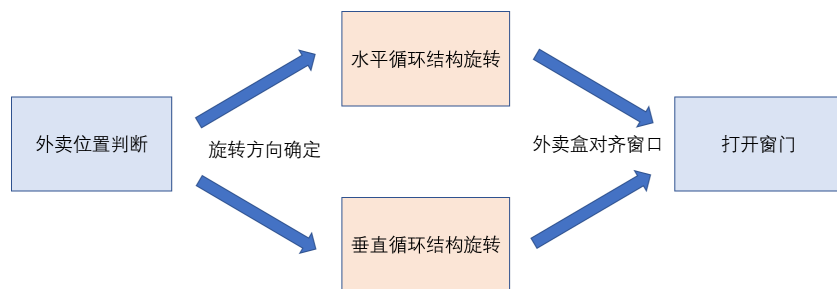 水平循环结构旋转
外卖位置判断
旋转方向确定
外卖盒对齐窗口
打开窗门
垂直循环结构旋转